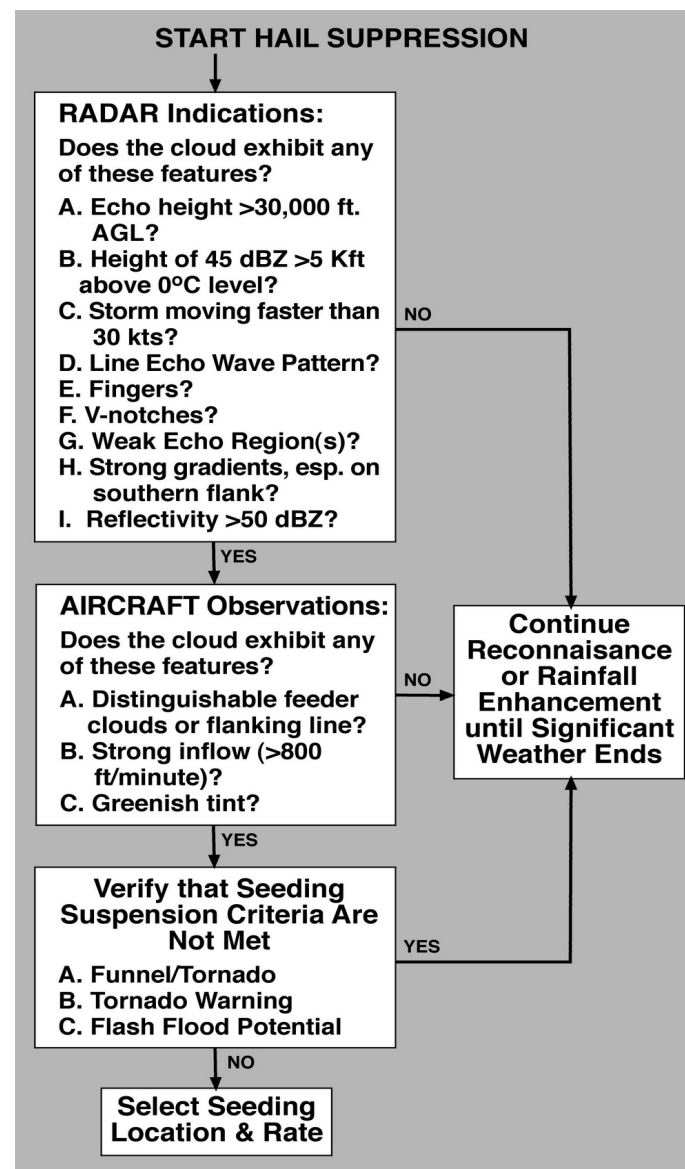 START HAIL SUPPRESSION
RADAR Indications:
Does the cloud exhibit any
of these features?
A. Echo height >30,000 ft.
AGL?
B. Height of 45 dBZ >5 Kft
above 0ºC level?
C. Storm moving faster than
30 kts?
D. Line Echo Wave Pattern?
E. Fingers?
F. V-notches?
G. Weak Echo Region(s)?
H. Strong gradients, esp. on
southern flank?
I. Reflectivity >50 dBZ?
NO
YES
AIRCRAFT Observations:
Does the cloud exhibit any
of these features?
A. Distinguishable feeder
clouds or flanking line?
B. Strong inflow (>800
ft/minute)?
C. Greenish tint?
NO
Continue
Reconnaisance
or Rainfall
Enhancement
until Significant
Weather Ends
YES
Verify that Seeding
Suspension Criteria Are
Not Met
A. Funnel/Tornado
B. Tornado Warning
C. Flash Flood Potential
YES
NO
Select Seeding
Location & Rate